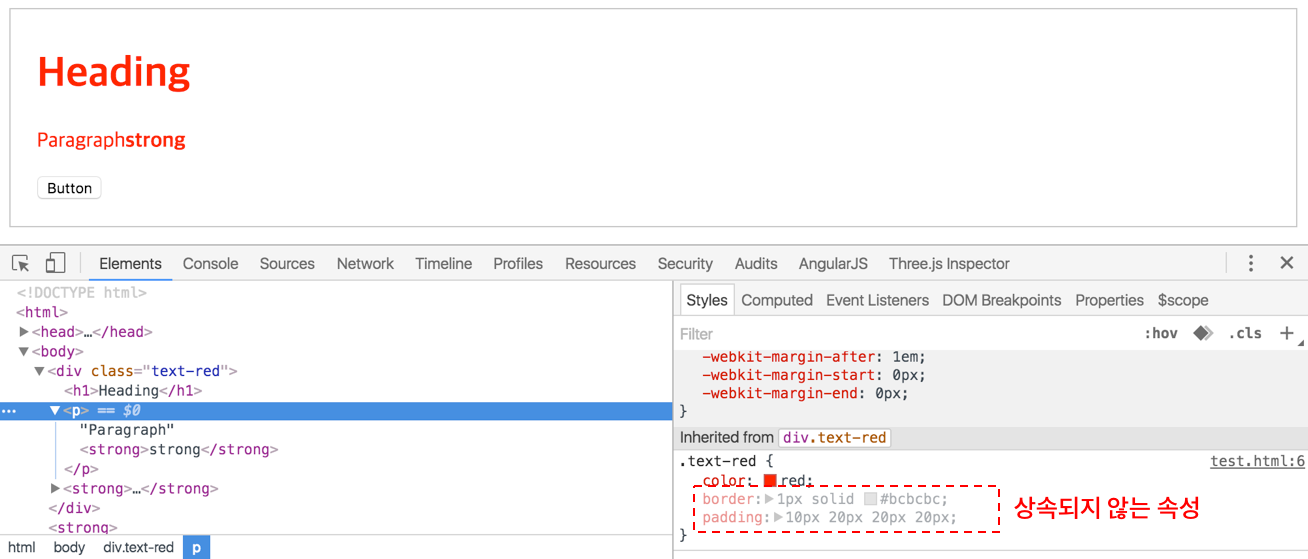 Heading
Paragraphstrong
Button
Elements Console Sources Network Timeline Profiles Resources Security Audits AngularJS Three.js Inspector
<!DOCTYPE html>
<html>
<head>…</head>
<body>
<div class="text-red">
<h1>Heading</h1>
<p> == $0
"Paragraph"
<strong>strong</strong>
</p>
<strong>…</strong>
</div>
<strong>
html body div.text-red p
Styles Computed Event Listeners DOM Breakpoints Properties $scope
Filter :hov .cls +
-webkit-margin-after: 1em;
-webkit-margin-start: 0px;
-webkit-margin-end: 0px;
}
Inherited from div.text-red
.text-red { test.html:6
color: red;
border: 1px solid #bcbcbc;
padding: 10px 20px 20px 20px;
}
상속되지 않는 속성